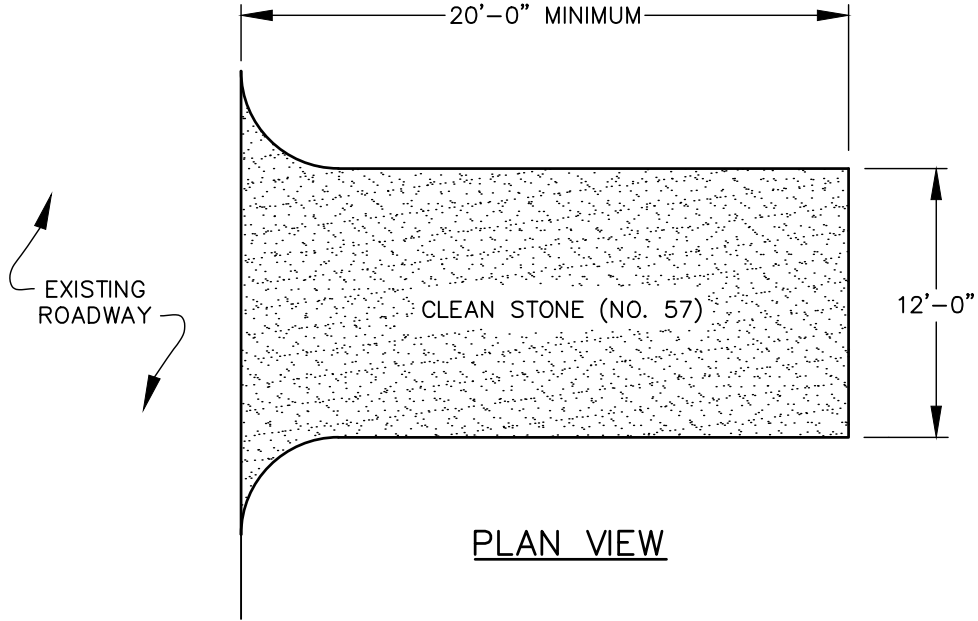 20'-0" MINIMUM
EXISTING
ROADWAY
CLEAN STONE (NO. 57)
12'-0"
PLAN VIEW